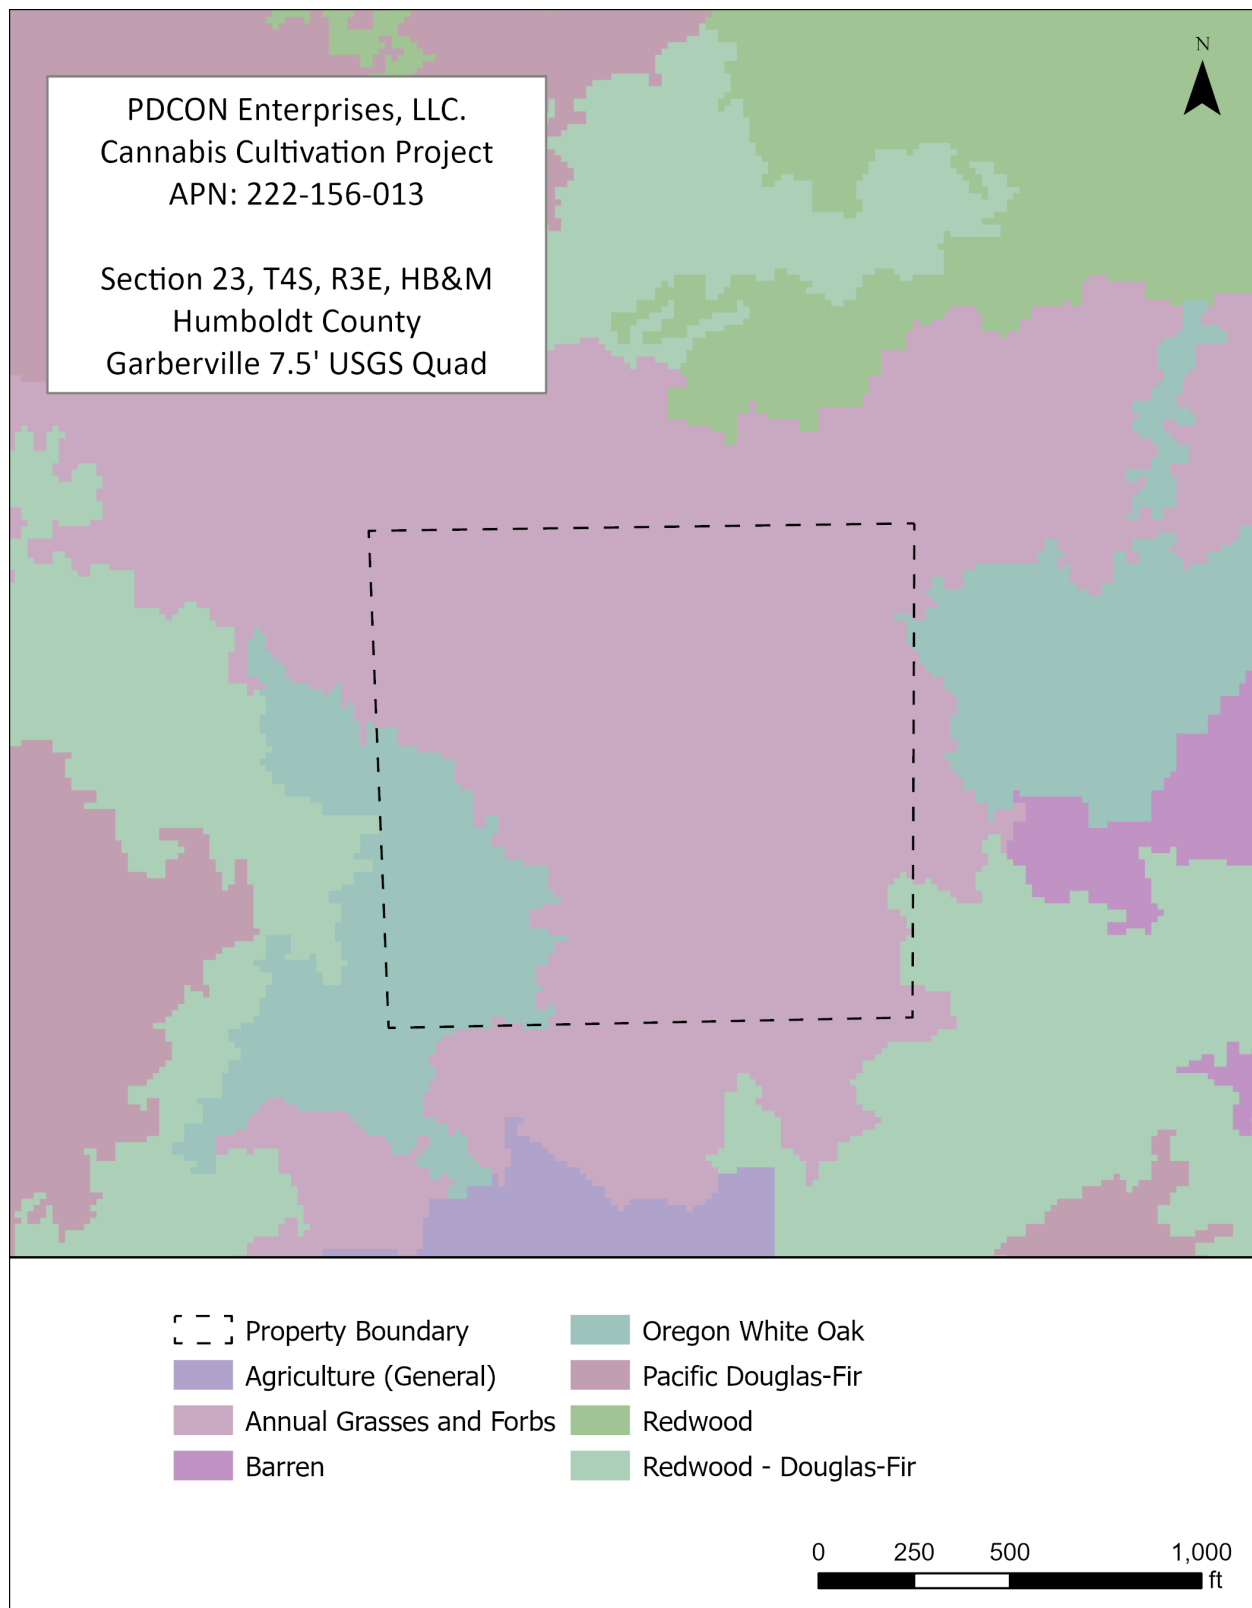 N
PDCON Enterprises, LLC.
Cannabis Cultivation Project
APN: 222-156-013
Section 23, T4S, R3E, HB&M
Humboldt County
Garberville 7.5' USGS Quad
Property Boundary
Agriculture (General)
Annual Grasses and Forbs
Barren
Oregon White Oak
Pacific Douglas-Fir
Redwood
Redwood - Douglas-Fir
0 250 500 1,000
ft